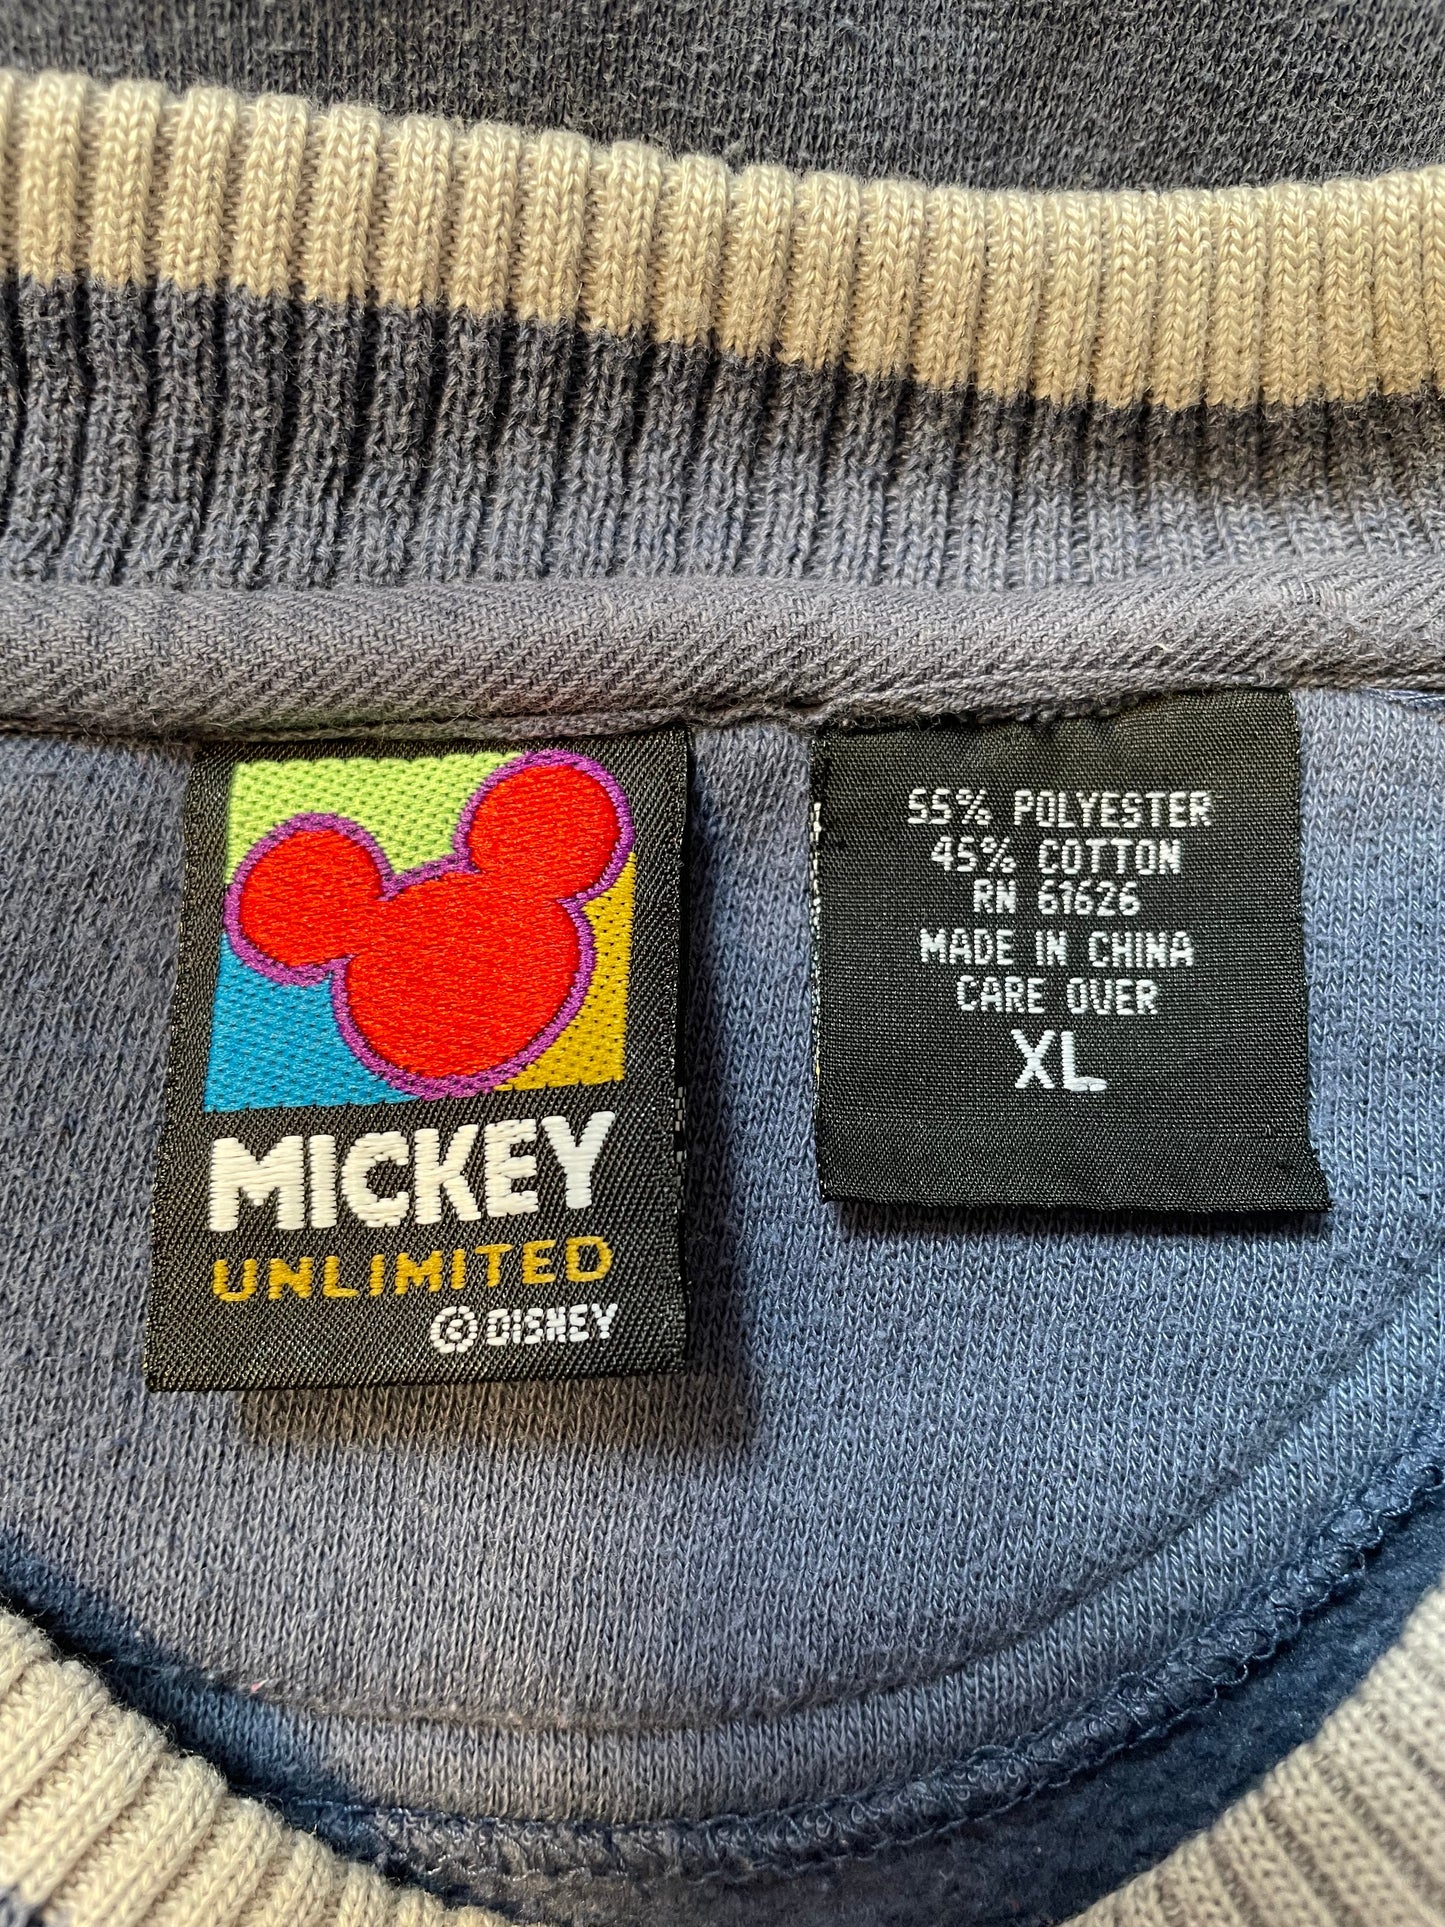 MICKEY
UNLIMITED
© DISNEY
55% POLYESTER
45% COTTON
RN 61626
MADE IN CHINA
CARE OVER
XL